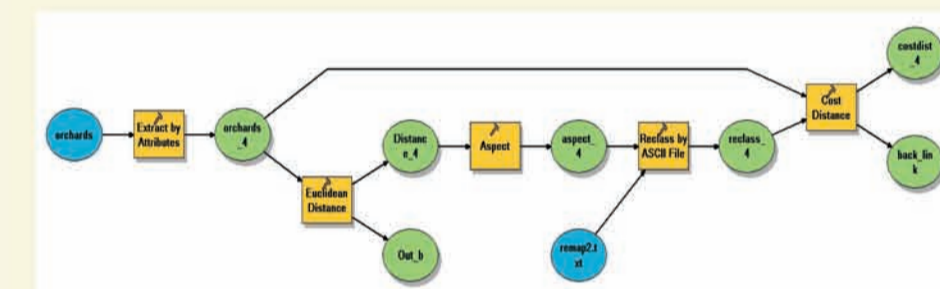 orchards
Extract by
Attributes
orchards
_4
Euclidean
Distance
Distanc
e_4
Out_b
Aspect
aspect_
4
remap2.t
xt
Reclass by
ASCII File
reclass_
4
Cost
Distance
costdist
_4
back_lin
k